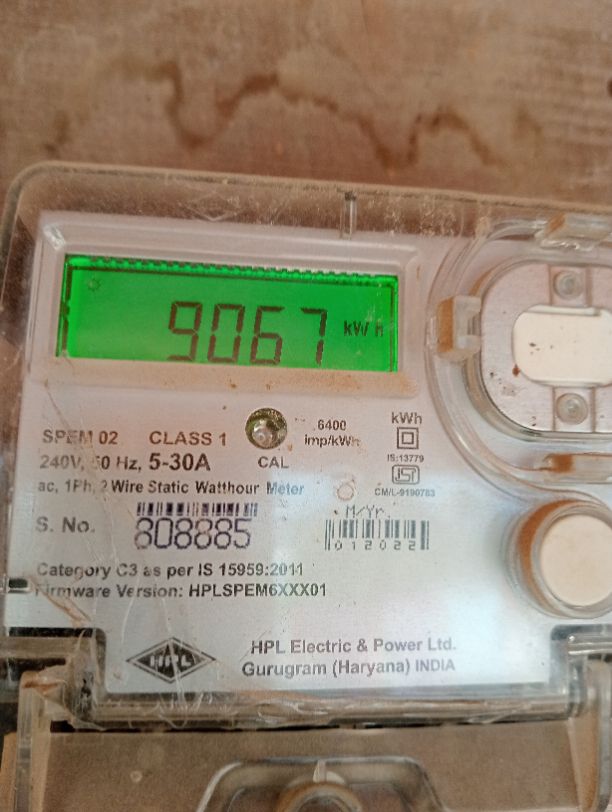 9067 kWh
SPEM 02 CLASS 1
6400 imp/kWh
kWh
240V, 50 Hz, 5-30A
CAL
IS:13779
ISI
ac, 1Ph, 2 Wire Static Watthour Meter
CM/L-9190783
S. No. 808885
M/Yr.
012022
Category C3 as per IS 15959:2011
Firmware Version: HPLSPEM6XXX01
HPL
HPL Electric & Power Ltd.
Gurugram (Haryana) INDIA